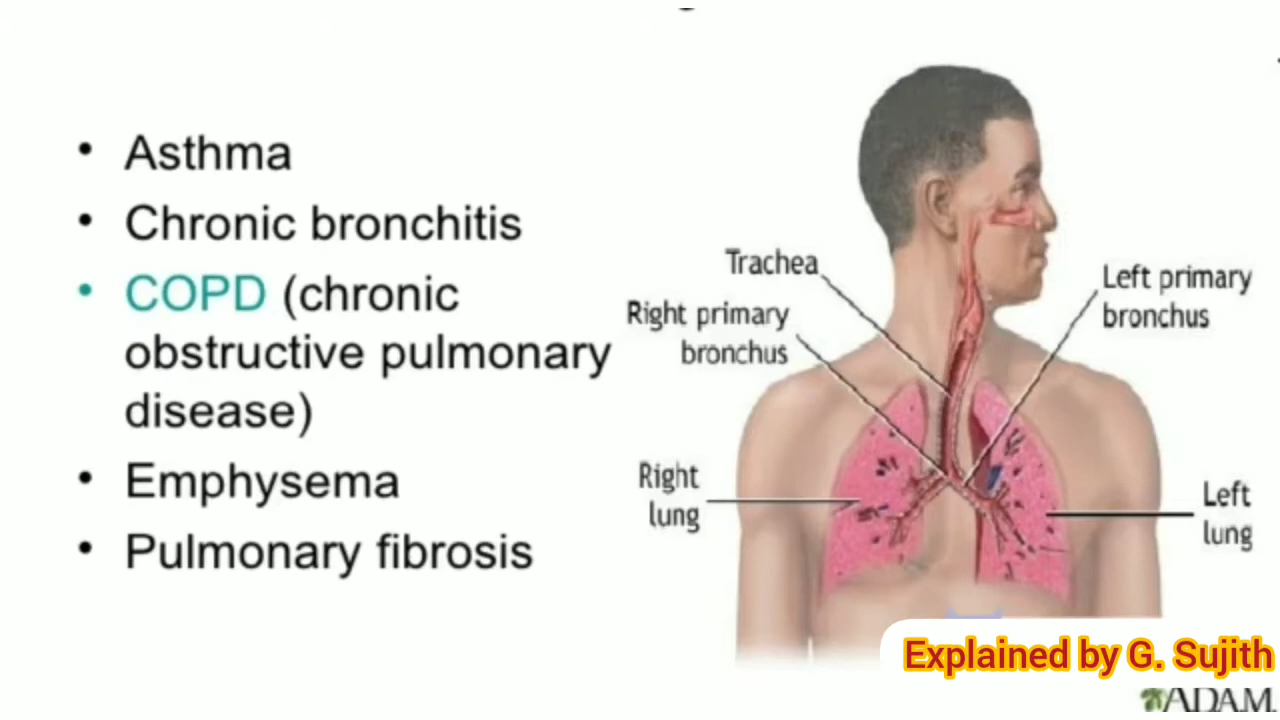 • Asthma
• Chronic bronchitis
• COPD (chronic
obstructive pulmonary
disease)
• Emphysema
• Pulmonary fibrosis
Trachea
Right primary
bronchus
Left primary
bronchus
Right
lung
Left
lung
Explained by G. Sujith
ADAM.